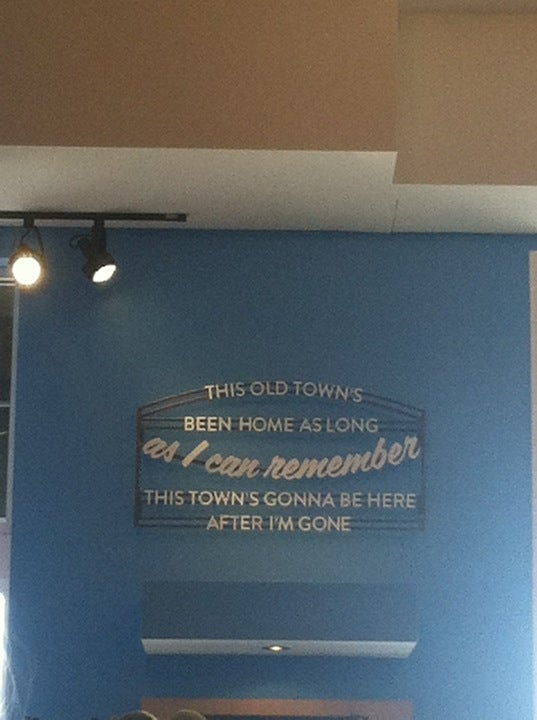 THIS OLD TOWN'S
BEEN HOME AS LONG
as I can remember
THIS TOWN'S GONNA BE HERE
AFTER I'M GONE